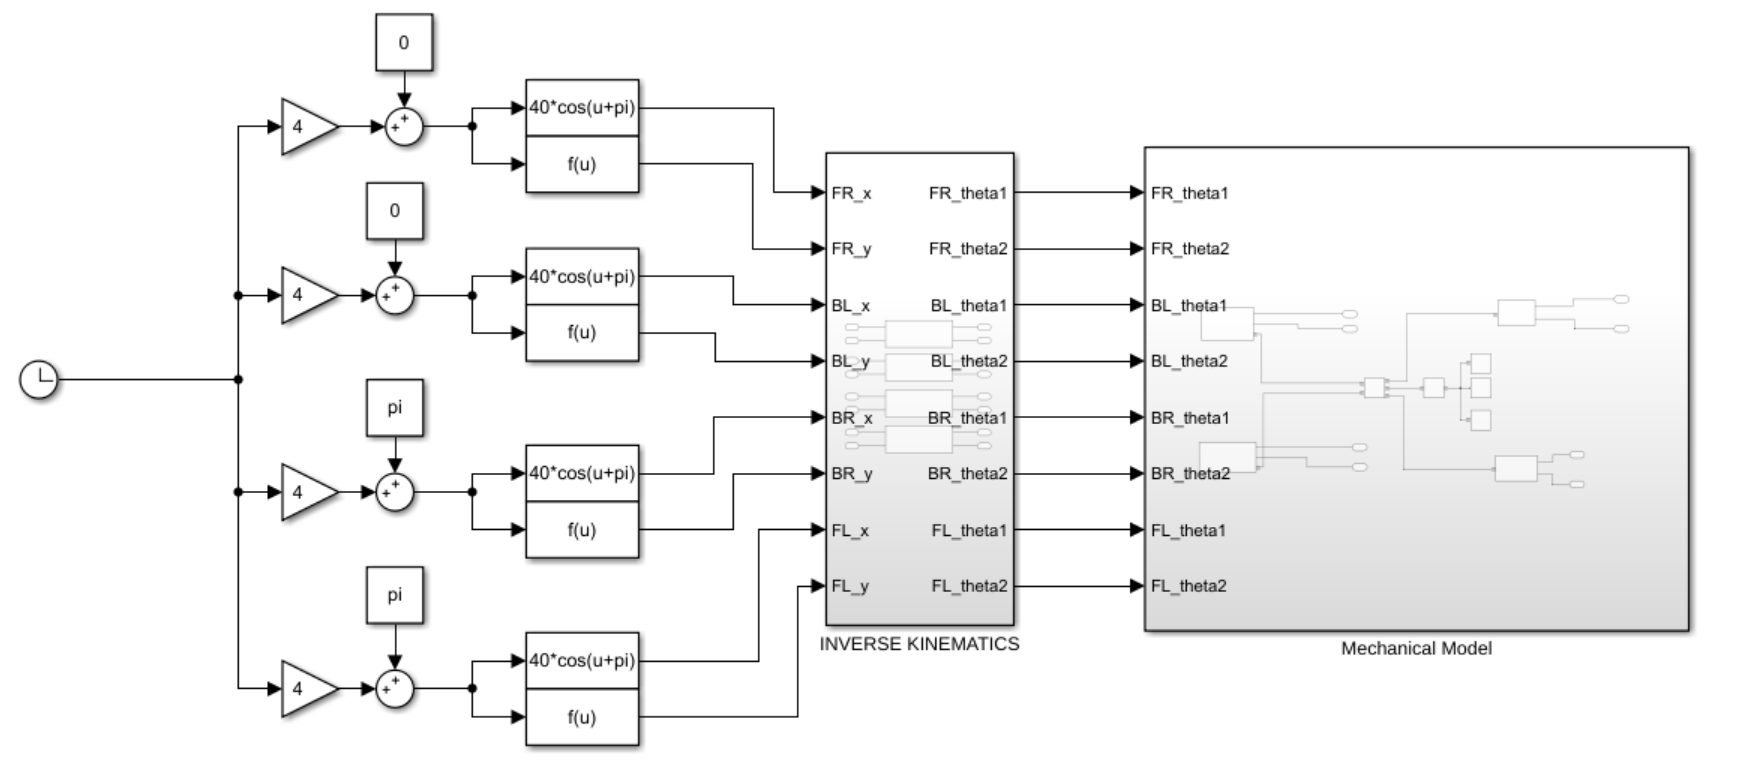 0
4
+
+
40*cos(u+pi)
f(u)
0
4
+
+
40*cos(u+pi)
f(u)
pi
4
+
+
40*cos(u+pi)
f(u)
pi
4
+
+
40*cos(u+pi)
f(u)
FR_x
FR_y
BL_x
BL_y
BR_x
BR_y
FL_x
FL_y
FR_theta1
FR_theta2
BL_theta1
BL_theta2
BR_theta1
BR_theta2
FL_theta1
FL_theta2
INVERSE KINEMATICS
FR_theta1
FR_theta2
BL_theta1
BL_theta2
BR_theta1
BR_theta2
FL_theta1
FL_theta2
Mechanical Model